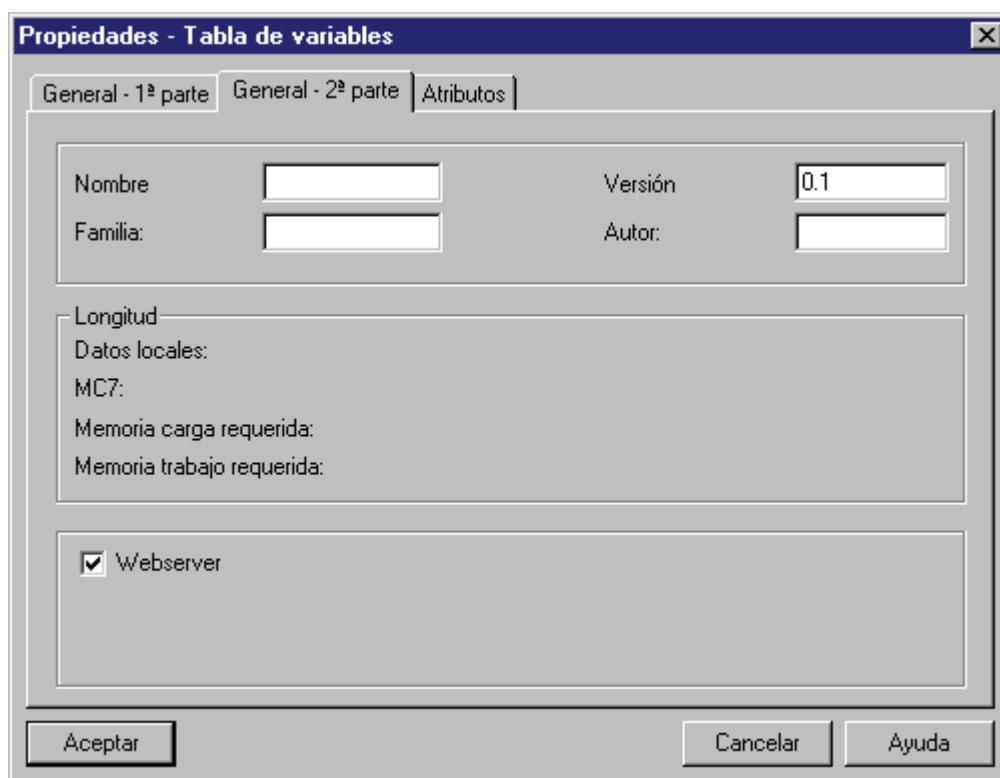 Propiedades - Tabla de variables
General - 1ª parte General - 2ª parte Atributos
Nombre Versión 0.1
Familia: Autor:
Longitud
Datos locales:
MC7:
Memoria carga requerida:
Memoria trabajo requerida:
Webserver
Aceptar Cancelar Ayuda